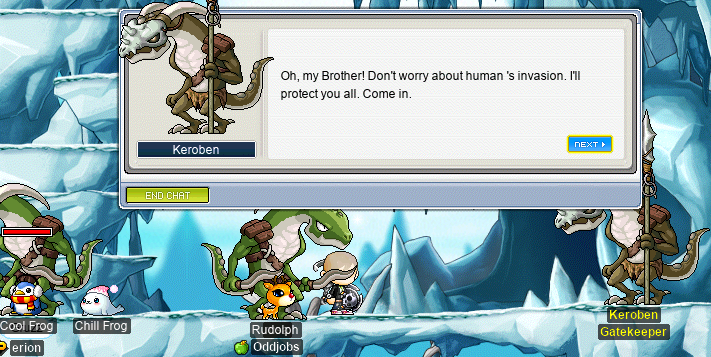 Oh, my Brother! Don't worry about human 's invasion. I'll
protect you all. Come in.
Keroben
NEXT
END CHAT
Cool Frog
Chill Frog
Rudolph
Keroben
Gatekeeper
erion
Oddjobs